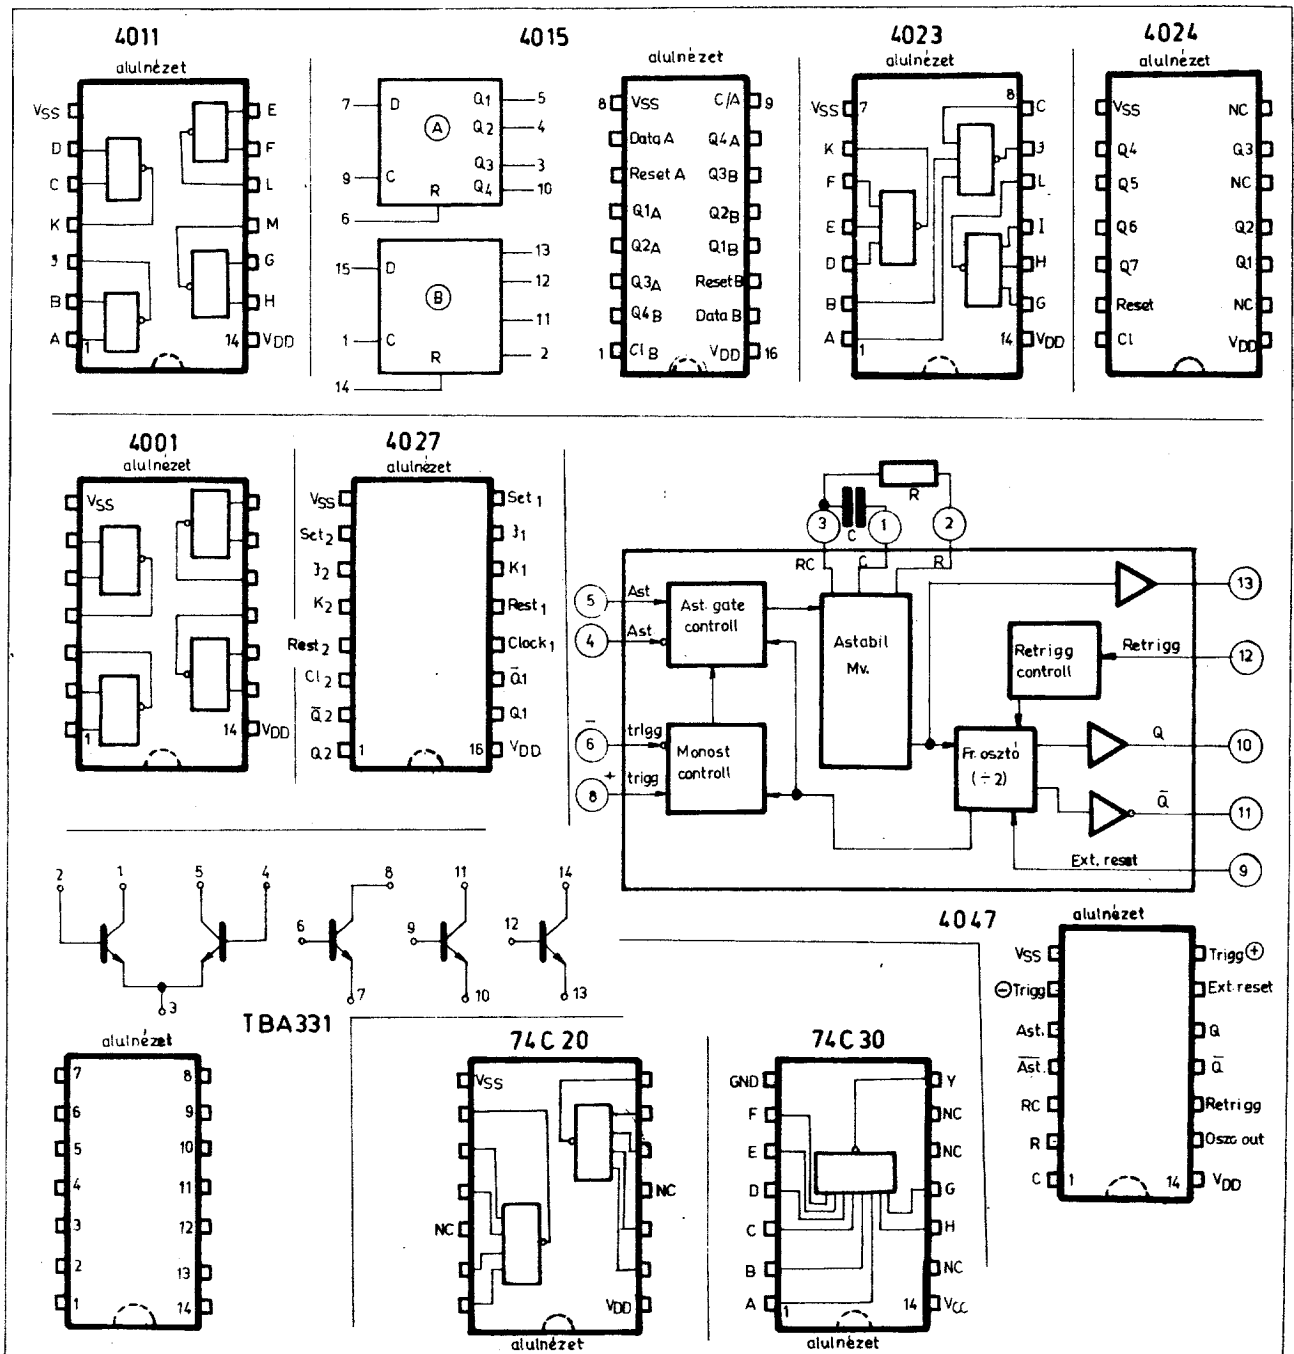 4011
alulnézet
VSS
D
C
K
J
B
A
1
E
F
L
M
G
H
14 VDD
4015
7 D
9 C
6 R
A
Q1 5
Q2 4
Q3 3
Q4 10
15 D
1 C
14 R
B
13
12
11
2
alulnézet
8 VSS
Data A
Reset A
Q1A
Q2A
Q3A
Q4B
1 Cl B
C/A 9
Q4A
Q3B
Q2B
Q1B
Reset B
Data B
VDD 16
4023
alulnézet
VSS 7
K
F
E
D
B
A
1
8 C
J
L
I
H
G
14 VDD
4024
alulnézet
VSS
Q4
Q5
Q6
Q7
Reset
Cl
NC
Q3
NC
Q2
Q1
NC
VDD
4001
alulnézet
VSS
1
14 VDD
4027
alulnézet
VSS
Set2
J2
K2
Rest2
Cl2
Q̄2
Q2
1
Set1
J1
K1
Rest1
Clock1
Q̄1
Q1
16 VDD
R
3
C
1
2
RC
C
R
5 Ast
4 Ast
Ast. gate
controll
Astabil
Mv.
Retrigg
controll
Retrigg 12
13
−
6 trigg
+
8 trigg
Monost
controll
Fr. osztó
(÷2)
Q 10
Q̄ 11
Ext. reset 9
2
1
5
4
3
6
8
7
9
11
10
12
14
13
TBA331
alulnézet
7
6
5
4
3
2
1
8
9
10
11
12
13
14
74C20
VSS
NC
NC
VDD
alulnézet
74C30
GND
F
E
D
C
B
A
1
Y
NC
NC
G
H
NC
14 VCC
alulnézet
4047
alulnézet
VSS
⊖Trigg
Ast.
A̅s̅t̅.
RC
R
C
1
Trigg⊕
Ext. reset
Q
Q̄
Retrigg
Oszc out
14 VDD